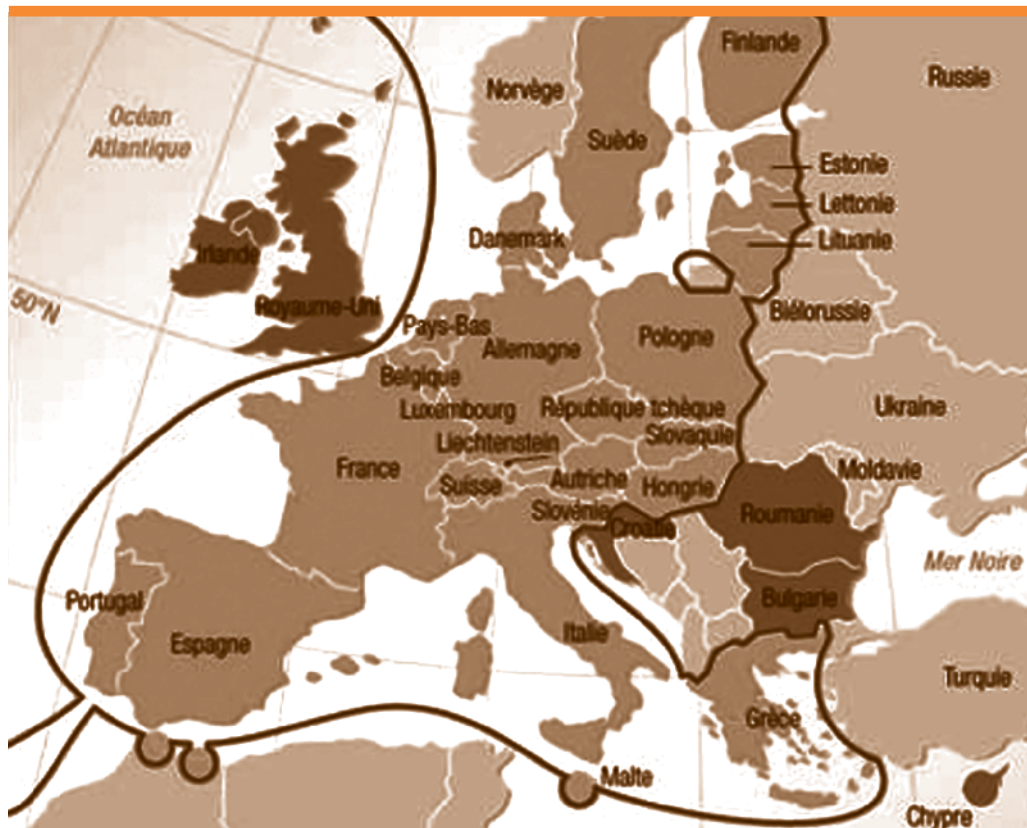 Finlande
Russie
Norvège
Océan
Atlantique
Suède
Estonie
Lettonie
Lituanie
Danemark
Irlande
50°N
Royaume-Uni
Biélorussie
Pays-Bas
Pologne
Allemagne
Belgique
Luxembourg
République tchèque
Ukraine
Slovaquie
Liechtenstein
France
Moldavie
Autriche
Suisse
Hongrie
Slovénie
Roumanie
Croatie
Mer Noire
Portugal
Bulgarie
Italie
Espagne
Turquie
Grèce
Malte
Chypre